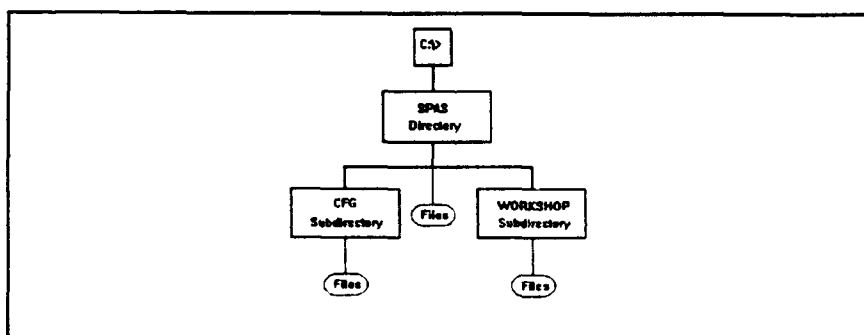 C:\>
SPAS
Directory
CFG
Subdirectory
Files
WORKSHOP
Subdirectory
Files
Files